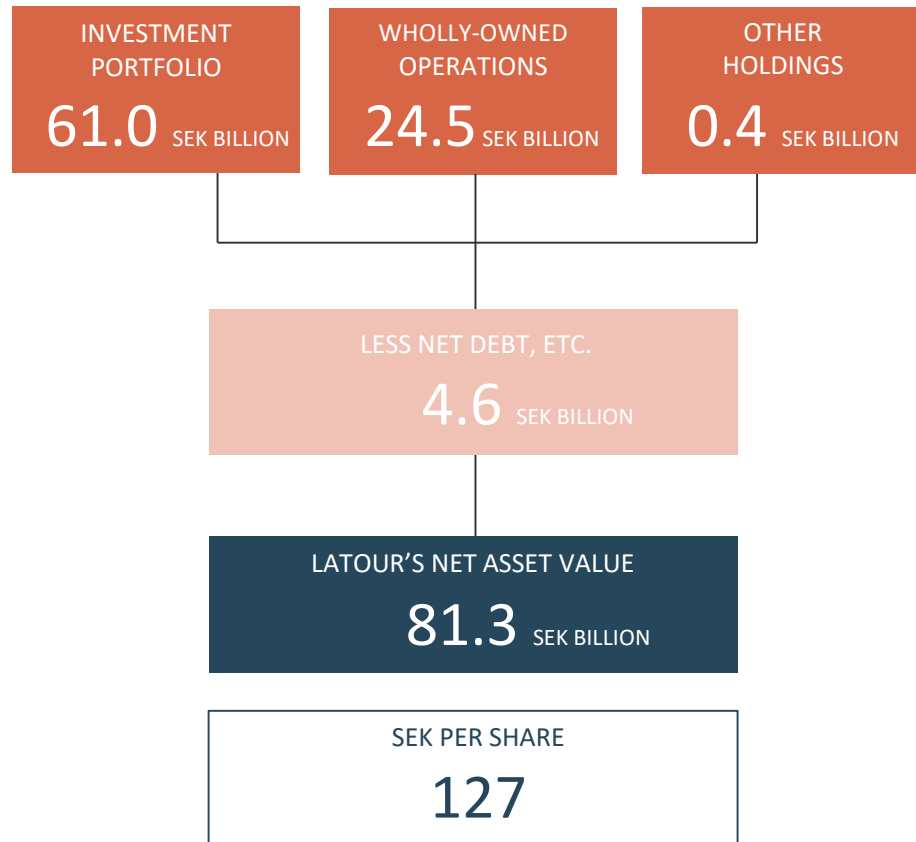 INVESTMENT
PORTFOLIO
61.0 SEK BILLION
WHOLLY-OWNED
OPERATIONS
24.5 SEK BILLION
OTHER
HOLDINGS
0.4 SEK BILLION
LESS NET DEBT, ETC.
4.6 SEK BILLION
LATOUR’S NET ASSET VALUE
81.3 SEK BILLION
SEK PER SHARE
127